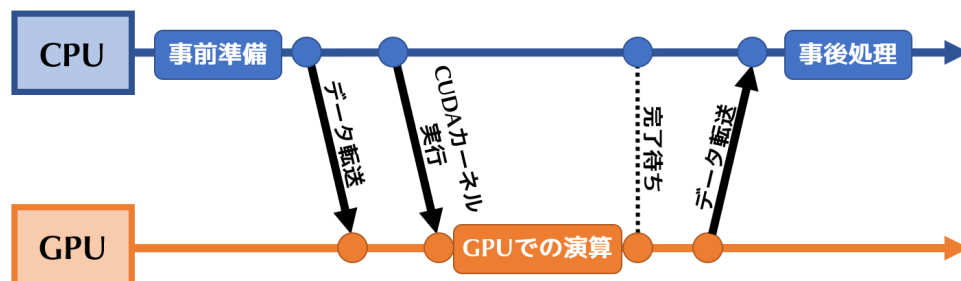 CPU
事前準備
事後処理
データ転送
CUDAカーネル
実行
完了待ち
データ転送
GPU
GPUでの演算